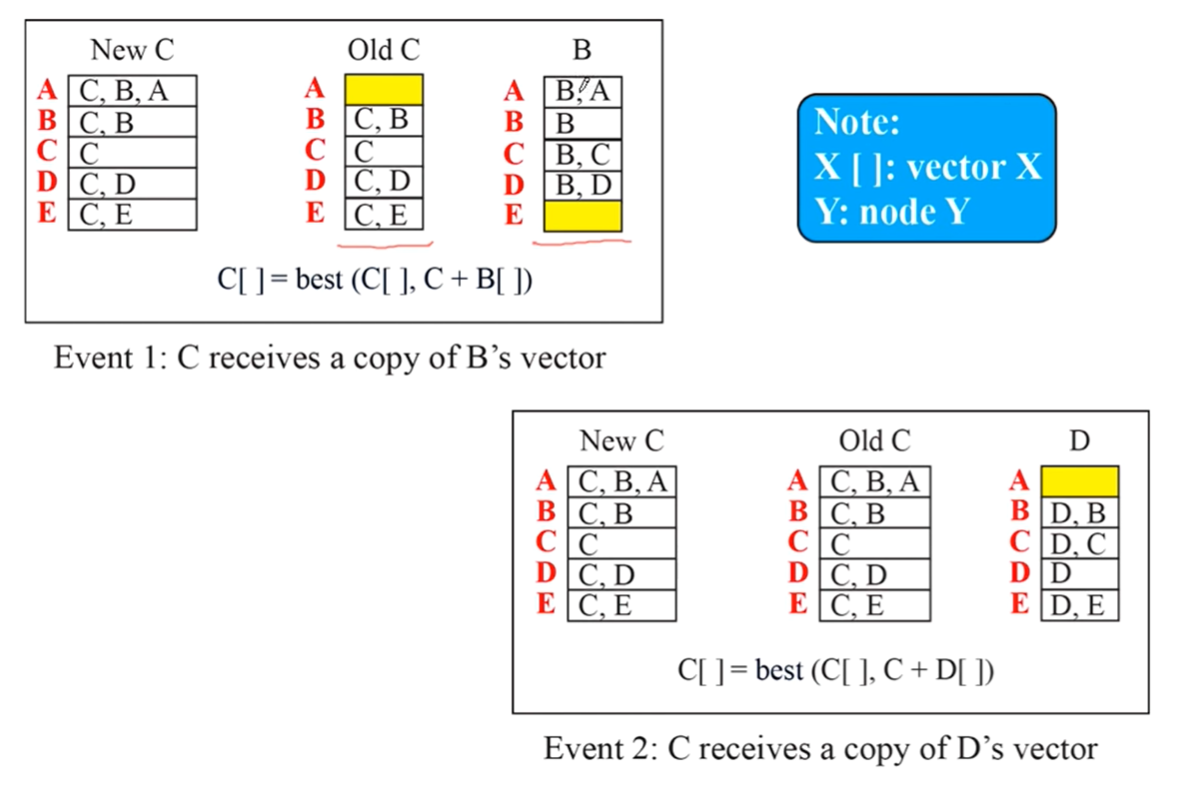 New C Old C B
A C, B, A A A B, A
B C, B B C, B B B
C C C C C B, C
D C, D D C, D D B, D
E C, E E C, E E
C[ ] = best (C[ ], C + B[ ])
Event 1: C receives a copy of B’s vector
Note:
X [ ]: vector X
Y: node Y
New C Old C D
A C, B, A A C, B, A A
B C, B B C, B B D, B
C C C C C D, C
D C, D D C, D D D
E C, E E C, E E D, E
C[ ] = best (C[ ], C + D[ ])
Event 2: C receives a copy of D’s vector